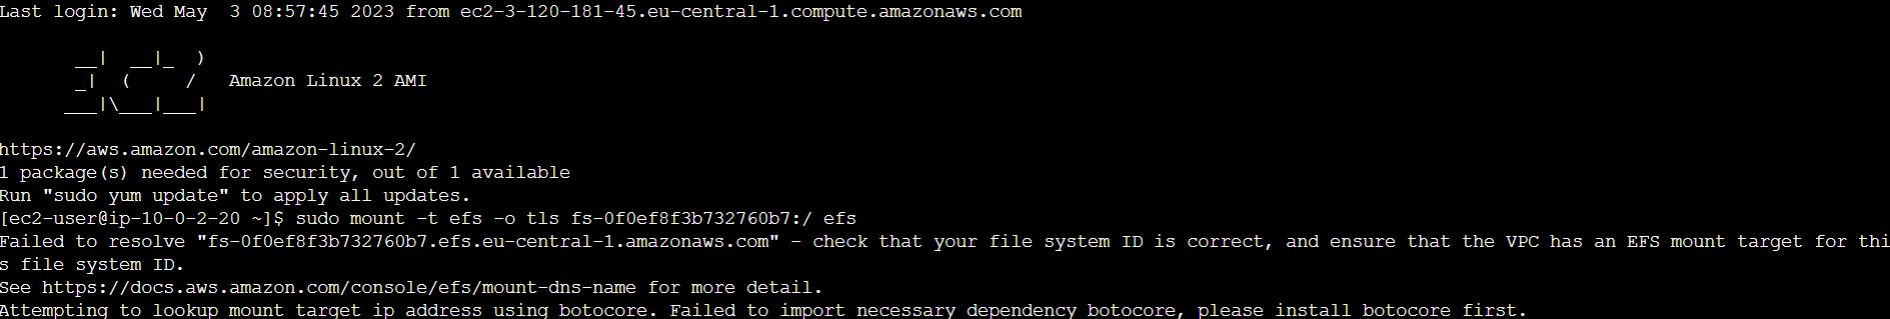 Last login: Wed May  3 08:57:45 2023 from ec2-3-120-181-45.eu-central-1.compute.amazonaws.com
       __|  __|_  )
       _|  (     /   Amazon Linux 2 AMI
      ___|\___|___|
https://aws.amazon.com/amazon-linux-2/
1 package(s) needed for security, out of 1 available
Run "sudo yum update" to apply all updates.
[ec2-user@ip-10-0-2-20 ~]$ sudo mount -t efs -o tls fs-0f0ef8f3b732760b7:/ efs
Failed to resolve "fs-0f0ef8f3b732760b7.efs.eu-central-1.amazonaws.com" - check that your file system ID is correct, and ensure that the VPC has an EFS mount target for thi
s file system ID.
See https://docs.aws.amazon.com/console/efs/mount-dns-name for more detail.
Attempting to lookup mount target ip address using botocore. Failed to import necessary dependency botocore, please install botocore first.